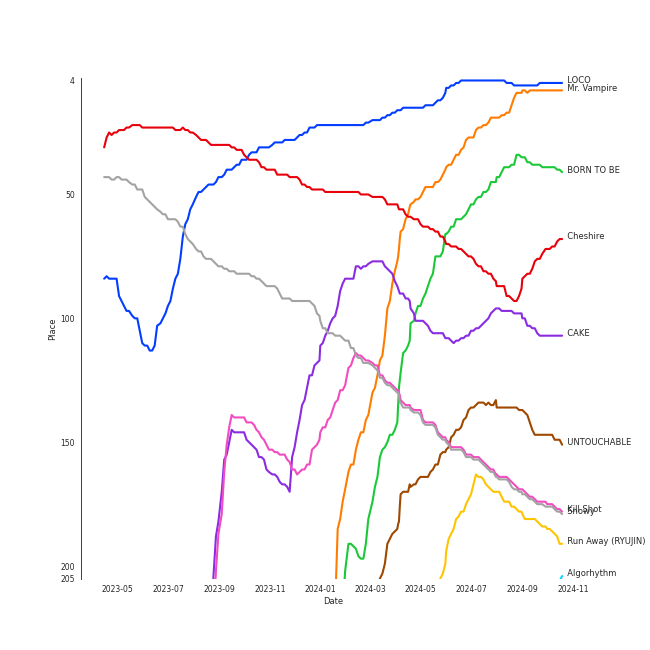 4
50
100
150
200
205
Place
2023-05
2023-07
2023-09
2023-11
2024-01
2024-03
2024-05
2024-07
2024-09
2024-11
Date
LOCO
Mr. Vampire
BORN TO BE
Cheshire
CAKE
UNTOUCHABLE
Kill Shot
Snowy
Run Away (RYUJIN)
Algorhythm